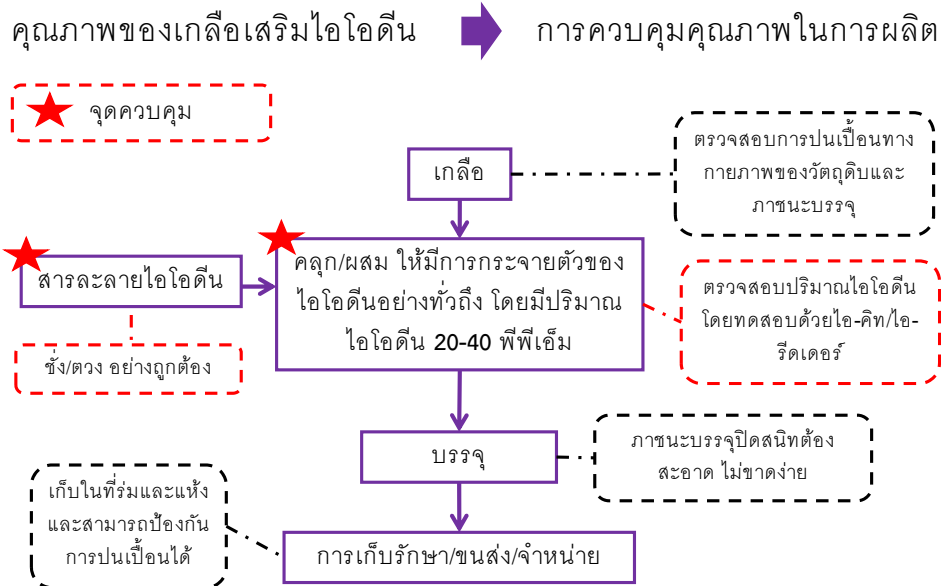 คุณภาพของเกลือเสริมไอโอดีน
การควบคุมคุณภาพในการผลิต
จุดควบคุม
เกลือ
ตรวจสอบการปนเปื้อนทาง
กายภาพของวัตถุดิบและ
ภาชนะบรรจุ
สารละลายไอโอดีน
คลุก/ผสม ให้มีการกระจายตัวของ
ไอโอดีนอย่างทั่วถึง โดยมีปริมาณ
ไอโอดีน 20-40 พีพีเอ็ม
ตรวจสอบปริมาณไอโอดีน
โดยทดสอบด้วยไอ-คิท/ไอ-
รีดเดอร์
ชั่ง/ตวง อย่างถูกต้อง
บรรจุ
ภาชนะบรรจุปิดสนิทต้อง
สะอาด ไม่ขาดง่าย
เก็บในที่ร่มและแห้ง
และสามารถป้องกัน
การปนเปื้อนได้
การเก็บรักษา/ขนส่ง/จำหน่าย